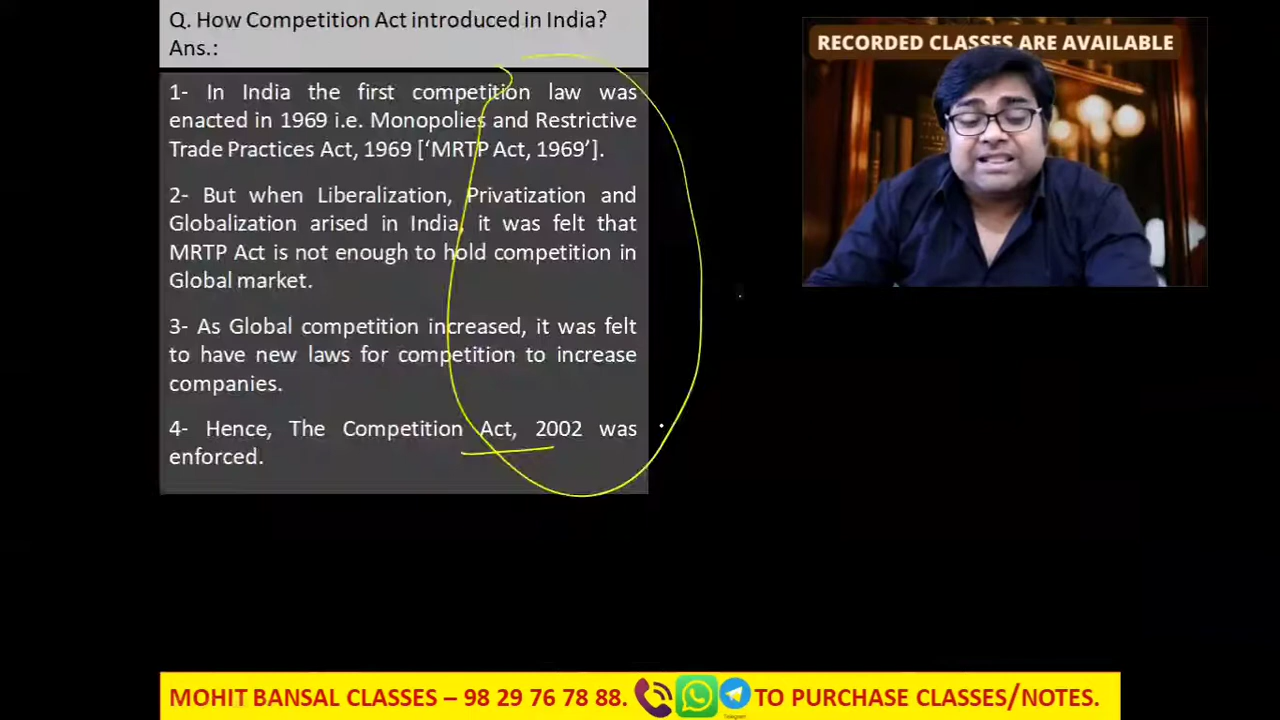 Q. How Competition Act introduced in India?
Ans.:
RECORDED CLASSES ARE AVAILABLE
1- In India the first competition law was
enacted in 1969 i.e. Monopolies and Restrictive
Trade Practices Act, 1969 [‘MRTP Act, 1969’].
2- But when Liberalization, Privatization and
Globalization arised in India, it was felt that
MRTP Act is not enough to hold competition in
Global market.
3- As Global competition increased, it was felt
to have new laws for competition to increase
companies.
4- Hence, The Competition Act, 2002 was
enforced.
MOHIT BANSAL CLASSES – 98 29 76 78 88. TO PURCHASE CLASSES/NOTES.
Telegram